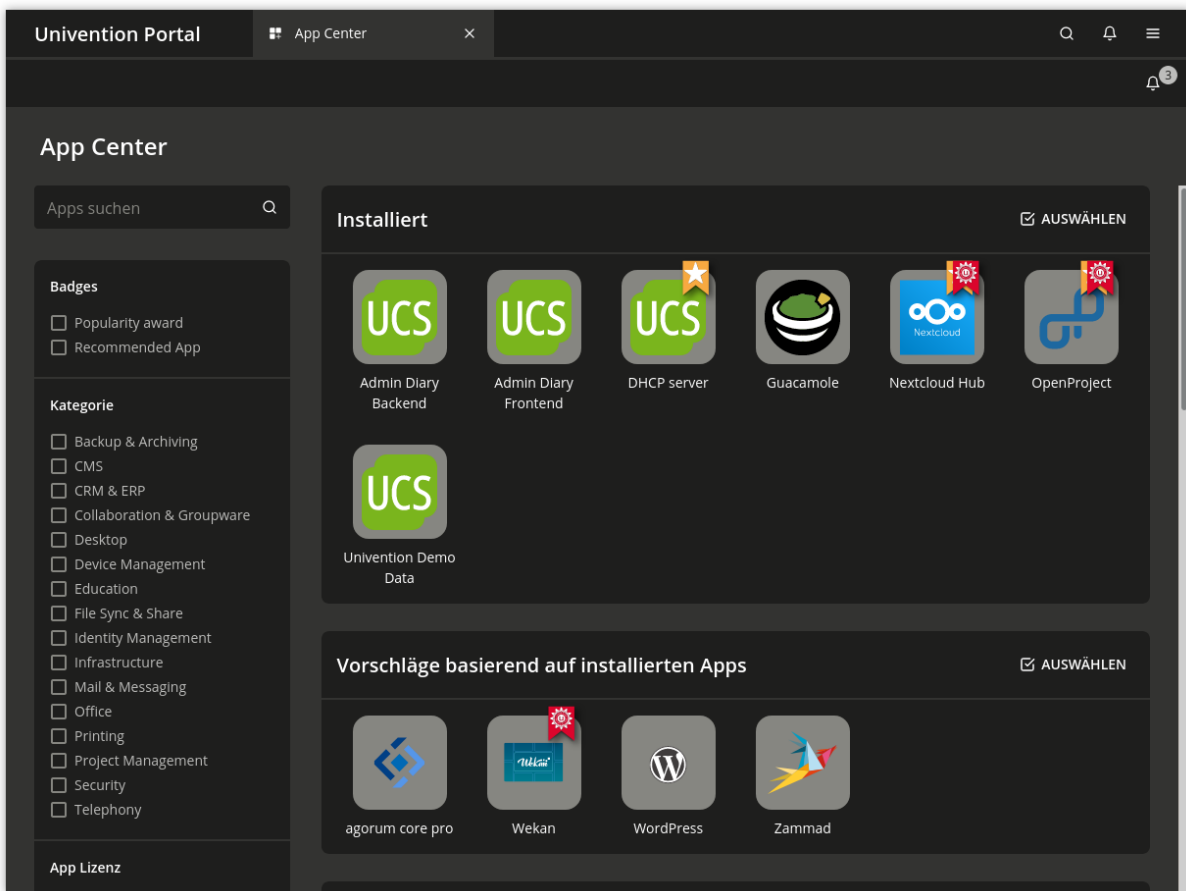 Univention Portal
App Center
3
App Center
Apps suchen
Badges
Popularity award
Recommended App
Kategorie
Backup & Archiving
CMS
CRM & ERP
Collaboration & Groupware
Desktop
Device Management
Education
File Sync & Share
Identity Management
Infrastructure
Mail & Messaging
Office
Printing
Project Management
Security
Telephony
App Lizenz
Installiert
AUSWÄHLEN
UCS
Admin Diary
Backend
UCS
Admin Diary
Frontend
UCS
DHCP server
Guacamole
Nextcloud
Nextcloud Hub
OpenProject
UCS
Univention Demo
Data
Vorschläge basierend auf installierten Apps
AUSWÄHLEN
agorum core pro
Wekan
Wekan
W
WordPress
Zammad